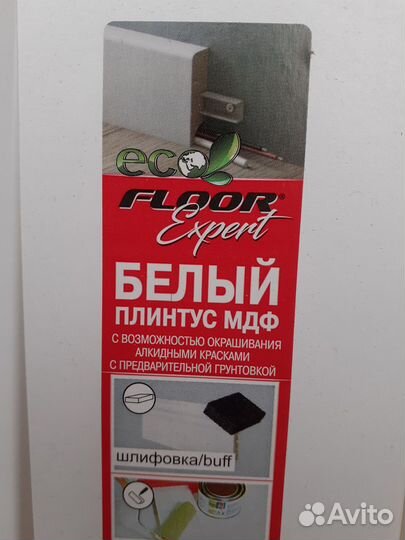 eco
FLOOR®
Expert
БЕЛЫЙ
ПЛИНТУС МДФ
С ВОЗМОЖНОСТЬЮ ОКРАШИВАНИЯ
АЛКИДНЫМИ КРАСКАМИ
С ПРЕДВАРИТЕЛЬНОЙ ГРУНТОВКОЙ
шлифовка/buff
Avito